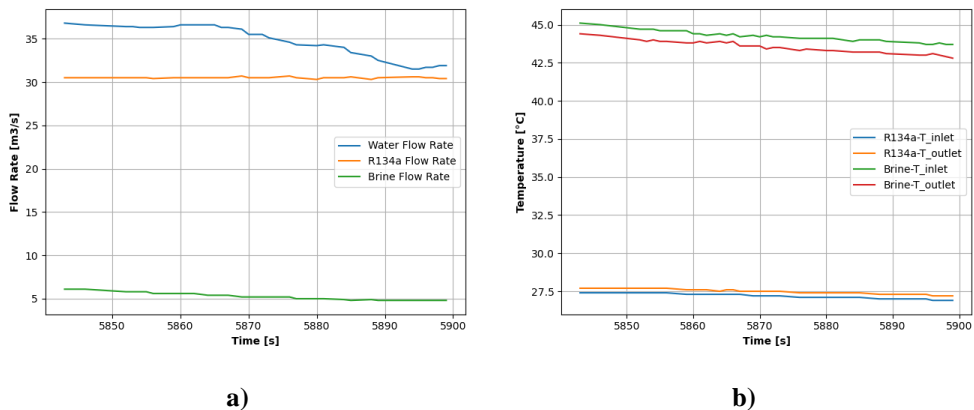 35
30
25
20
15
10
5
Flow Rate [m3/s]
Water Flow Rate
R134a Flow Rate
Brine Flow Rate
5850 5860 5870 5880 5890 5900
Time [s]
a)
45.0
42.5
40.0
37.5
35.0
32.5
30.0
27.5
Temperature [°C]
R134a-T_inlet
R134a-T_outlet
Brine-T_inlet
Brine-T_outlet
5850 5860 5870 5880 5890 5900
Time [s]
b)